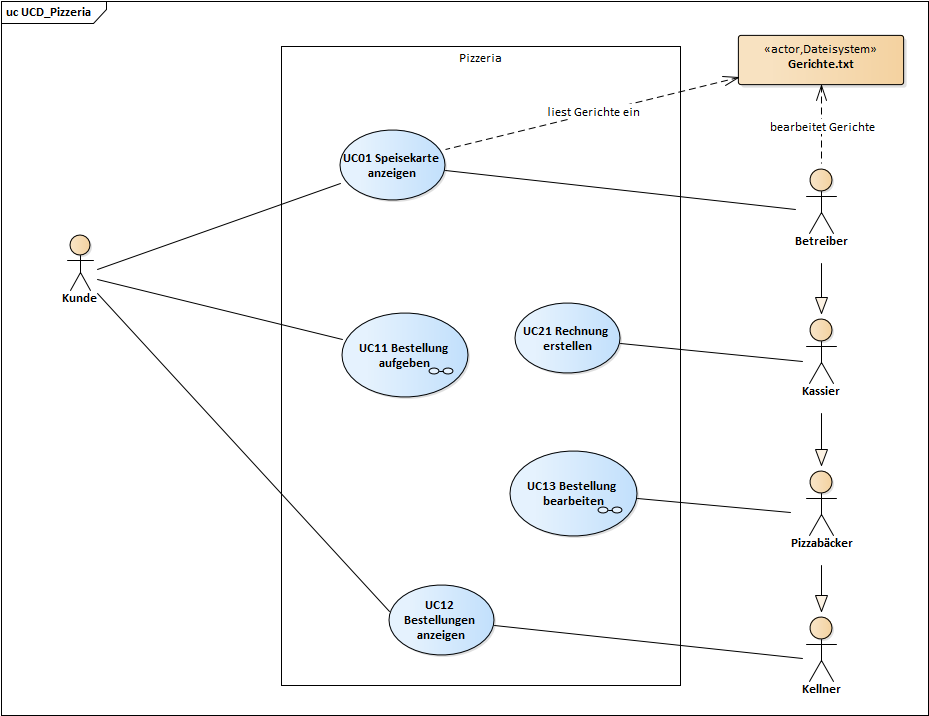 uc UCD_Pizzeria
Pizzeria
«actor,Dateisystem»
Gerichte.txt
liest Gerichte ein
bearbeitet Gerichte
UC01 Speisekarte
anzeigen
Betreiber
Kunde
UC11 Bestellung
aufgeben
UC21 Rechnung
erstellen
Kassier
UC13 Bestellung
bearbeiten
Pizzabäcker
UC12
Bestellungen
anzeigen
Kellner